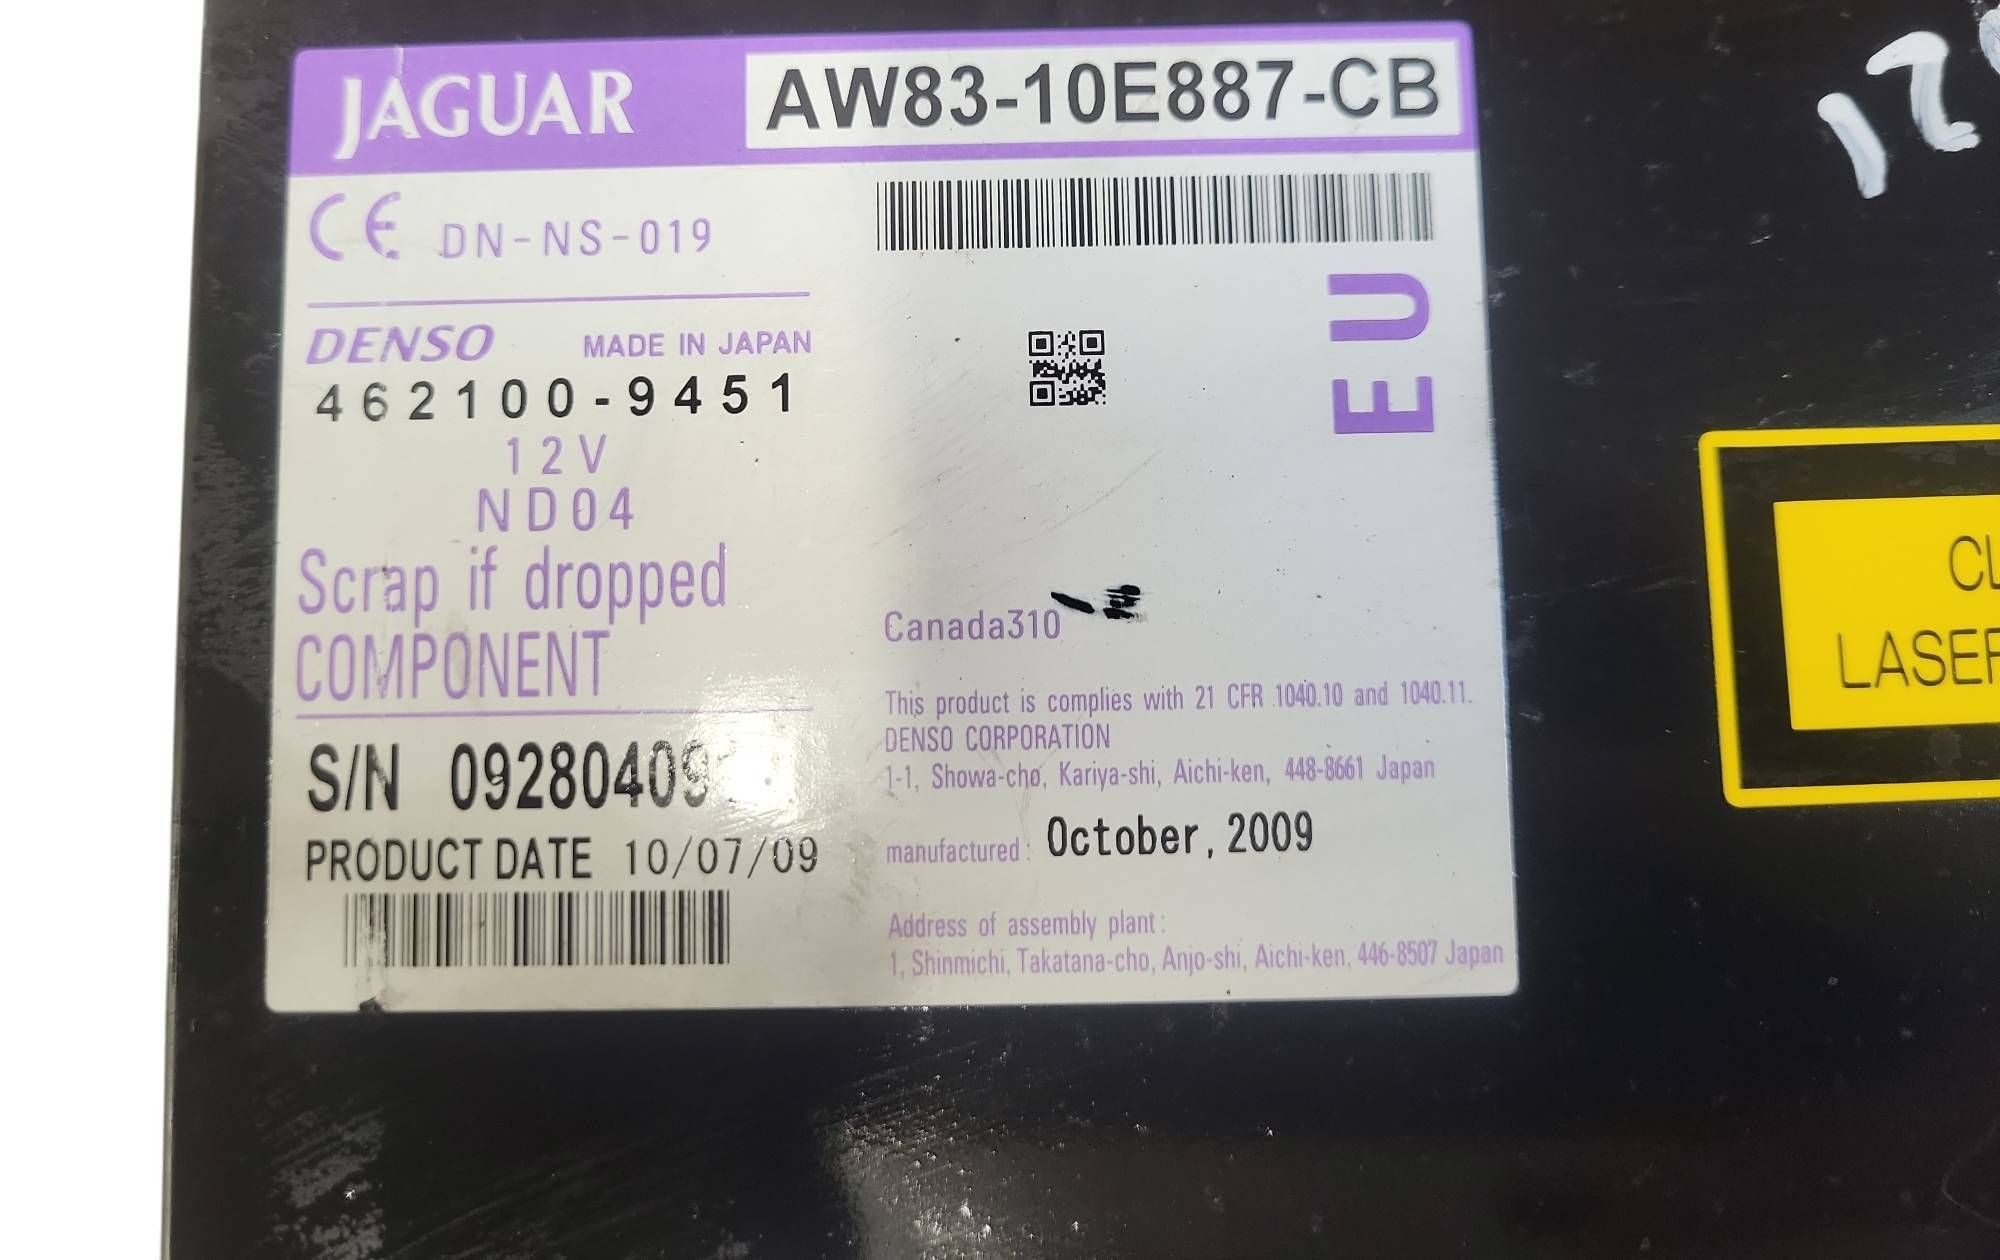 JAGUAR AW83-10E887-CB
CE DN-NS-019
DENSO MADE IN JAPAN
462100-9451
12V
ND04
Scrap if dropped
COMPONENT
S/N
PRODUCT DATE 10/07/09
EU
Canada310
This product is complies with 21 CFR 1040.10 and 1040.11.
DENSO CORPORATION
1-1, Showa-cho, Kariya-shi, Aichi-ken, 448-8661 Japan
manufactured: October, 2009
Address of assembly plant:
1, Shinmichi, Takatana-cho, Anjo-shi, Aichi-ken, 446-8507 Japan